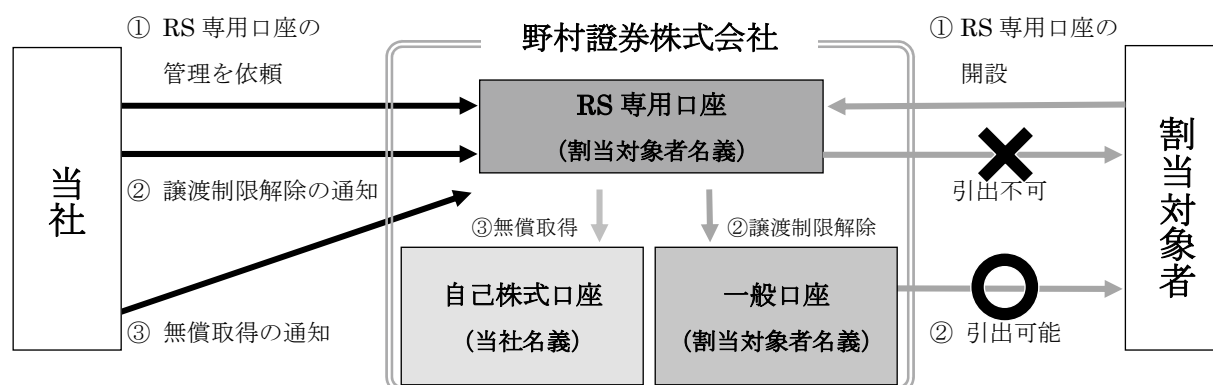 ① RS 専用口座の
管理を依頼
野村證券株式会社
① RS 専用口座の
開設
RS 専用口座
(割当対象者名義)
当社
割当対象者
② 譲渡制限解除の通知
引出不可
③無償取得
②譲渡制限解除
自己株式口座
(当社名義)
一般口座
(割当対象者名義)
③ 無償取得の通知
② 引出可能